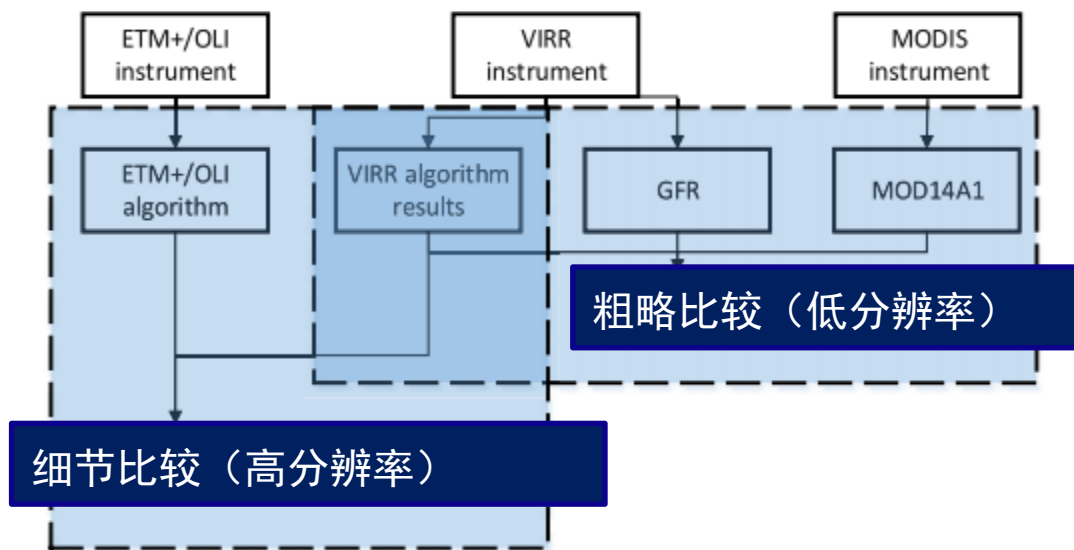 ETM+/OLI
instrument
VIRR
instrument
MODIS
instrument
ETM+/OLI
algorithm
VIRR algorithm
results
GFR
MOD14A1
粗略比较（低分辨率）
细节比较（高分辨率）